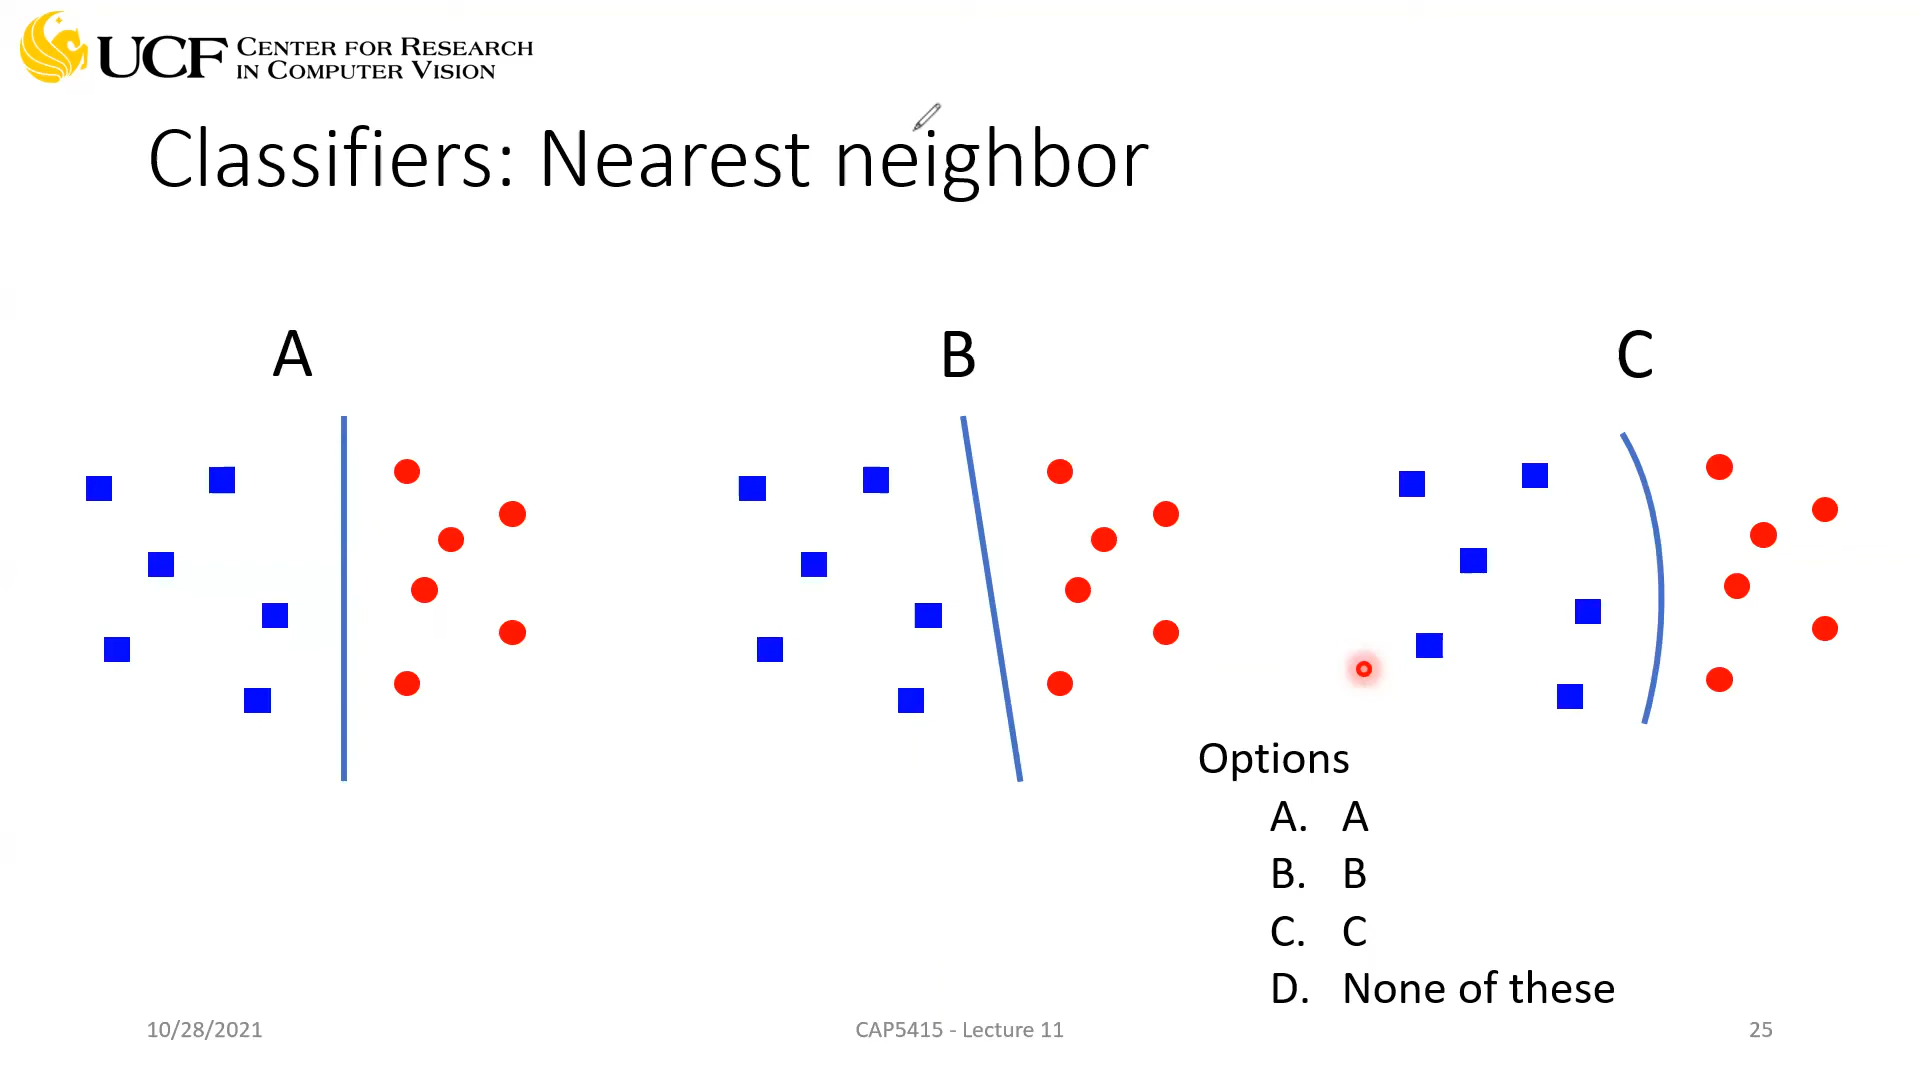 UCF CENTER FOR RESEARCH
IN COMPUTER VISION
Classifiers: Nearest neighbor
A
B
C
Options
A. A
B. B
C. C
D. None of these
10/28/2021
CAP5415 - Lecture 11
25